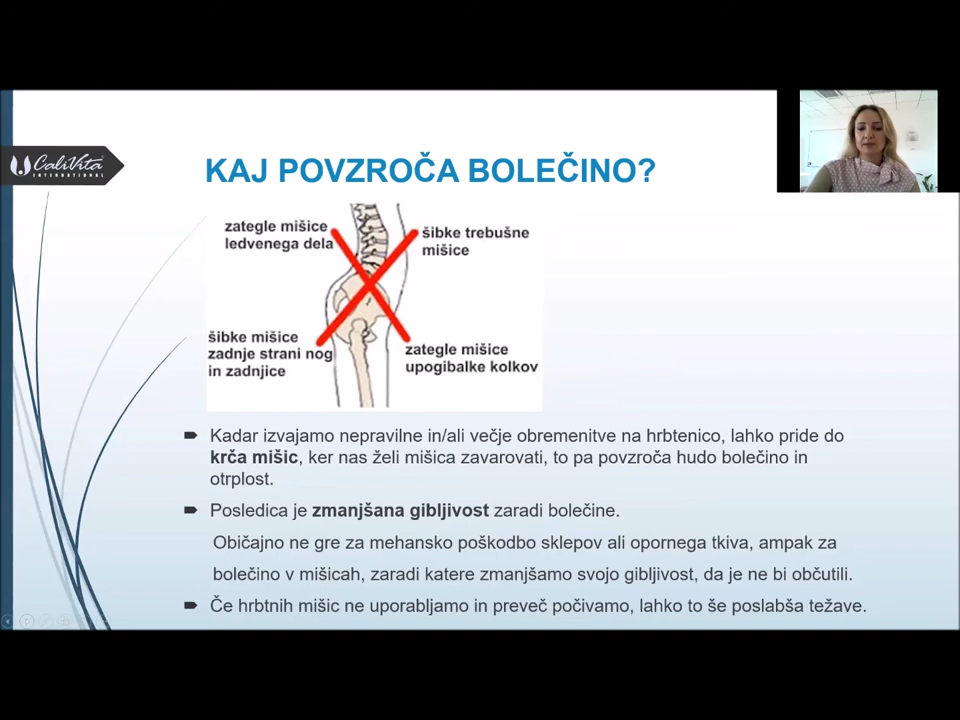 CaliVita
INTERNATIONAL
KAJ POVZROČA BOLEČINO?
zategle mišice
ledvenega dela
šibke trebušne
mišice
šibke mišice
zadnje strani nog
in zadnjice
zategle mišice
upogibalke kolkov
Kadar izvajamo nepravilne in/ali večje obremenitve na hrbtenico, lahko pride do
krča mišic, ker nas želi mišica zavarovati, to pa povzroča hudo bolečino in
otrplost.
Posledica je zmanjšana gibljivost zaradi bolečine.
Običajno ne gre za mehansko poškodbo sklepov ali opornega tkiva, ampak za
bolečino v mišicah, zaradi katere zmanjšamo svojo gibljivost, da je ne bi občutili.
Če hrbtnih mišic ne uporabljamo in preveč počivamo, lahko to še poslabša težave.